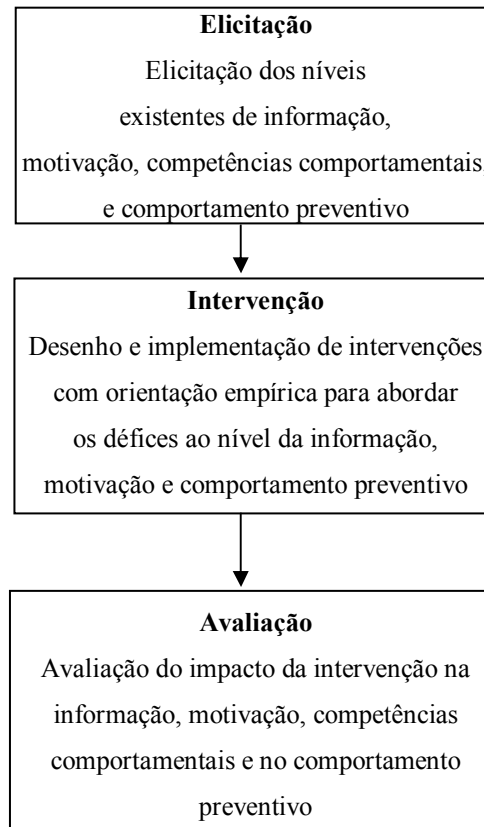 Elicitação
Elicitação dos níveis
existentes de informação,
motivação, competências comportamentais,
e comportamento preventivo
Intervenção
Desenho e implementação de intervenções
com orientação empírica para abordar
os défices ao nível da informação,
motivação e comportamento preventivo
Avaliação
Avaliação do impacto da intervenção na
informação, motivação, competências
comportamentais e no comportamento
preventivo